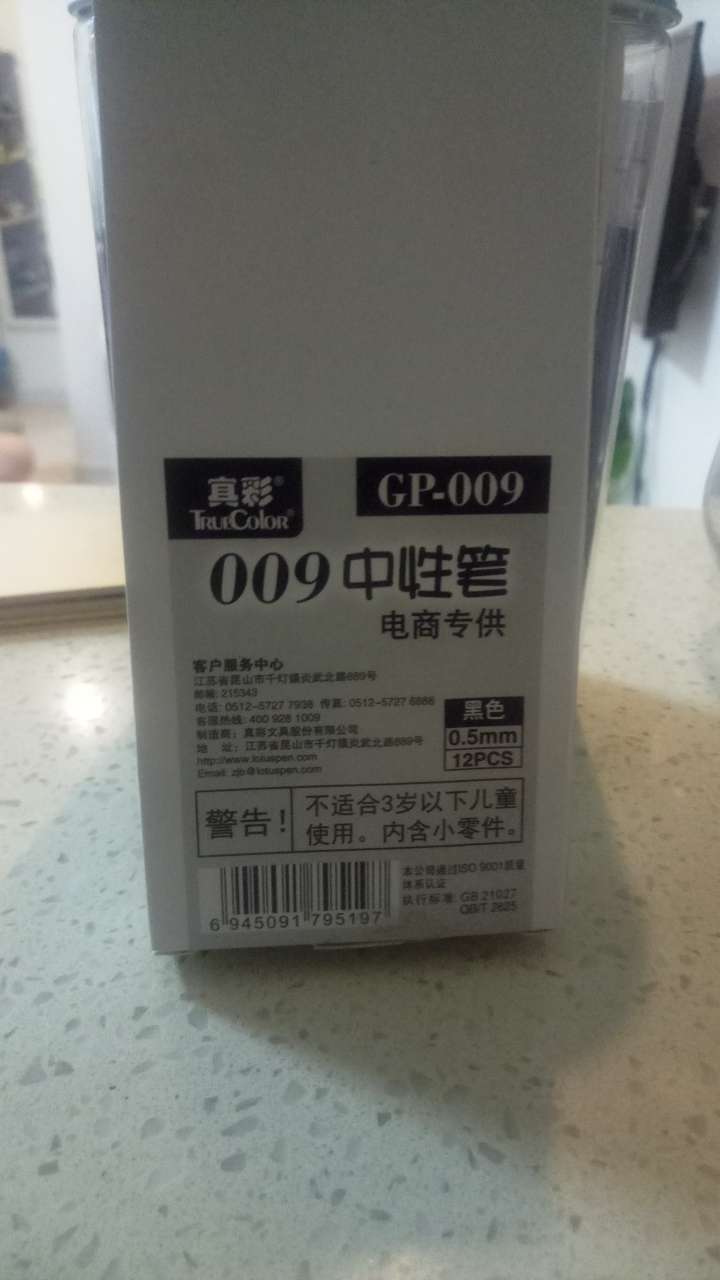 真彩®
TRUECOLOR®
GP-009
009 中性笔
电商专供
客户服务中心
江苏省昆山市千灯镇炎武北路889号
邮编: 215343
电话: 0512-5727 7938 传真: 0512-5727 6888
客服热线: 400 928 1009
制造商: 真彩文具股份有限公司
地 址: 江苏省昆山市千灯镇炎武北路889号
http://www.lotuspen.com
Email: zjb@lotuspen.com
黑色
0.5mm
12PCS
警告!
不适合3岁以下儿童
使用。内含小零件。
6 945091 795197
本公司通过ISO 9001质量
体系认证
执行标准: GB 21027
QB/T 2625